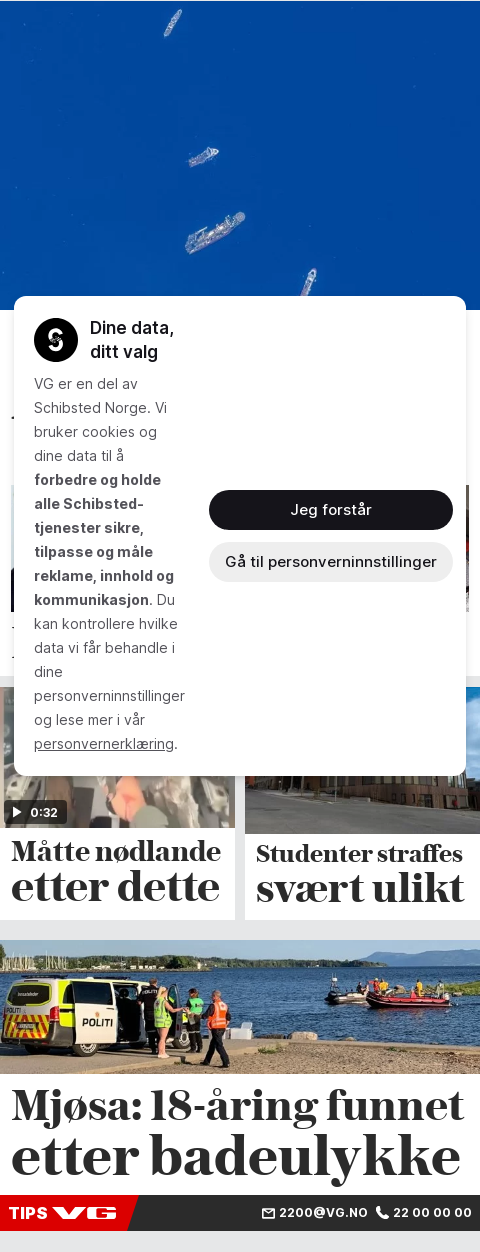 Dine data,
ditt valg
VG er en del av
Schibsted Norge. Vi
bruker cookies og
dine data til å
forbedre og holde
alle Schibsted-
tjenester sikre,
tilpasse og måle
reklame, innhold og
kommunikasjon. Du
kan kontrollere hvilke
data vi får behandle i
dine
personverninnstillinger
og lese mer i vår
personvernerklæring.
Jeg forstår
Gå til personverninnstillinger
0:32
Måtte nødlande
etter dette
Studenter straffes
svært ulikt
POLITI
POLITI
Mjøsa: 18-åring funnet
etter badeulykke
TIPS VG
2200@VG.NO 22 00 00 00